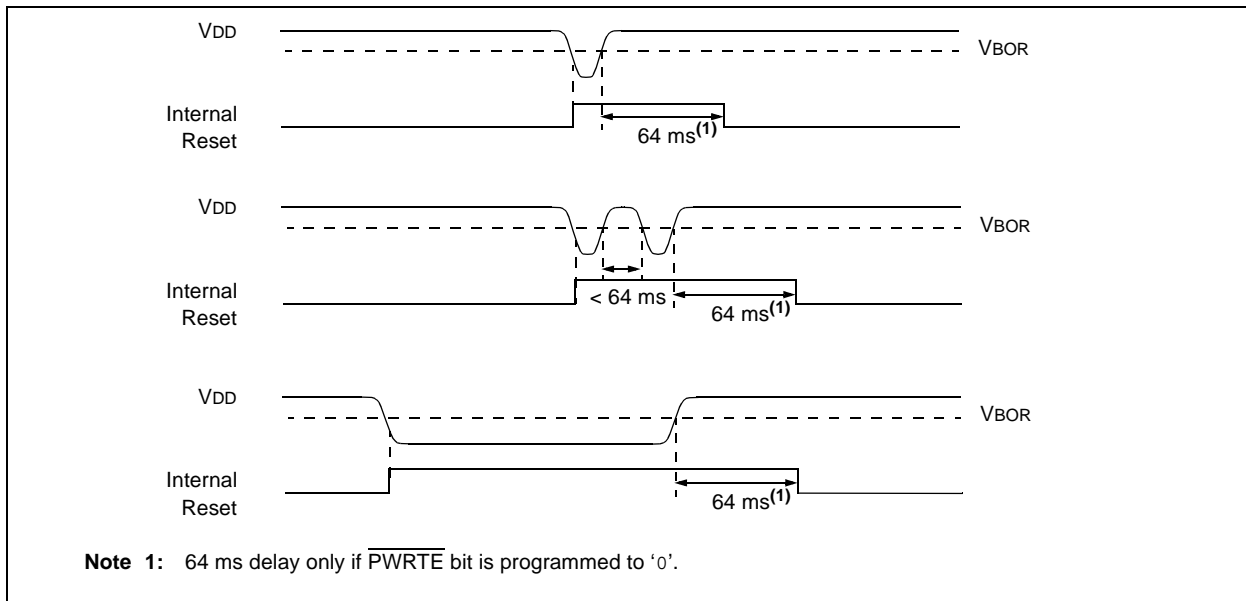 VDD
VBOR
Internal
Reset
64 ms(1)
VDD
VBOR
Internal
Reset
< 64 ms
64 ms(1)
VDD
VBOR
Internal
Reset
64 ms(1)
Note 1: 64 ms delay only if PWRTE bit is programmed to ‘0’.